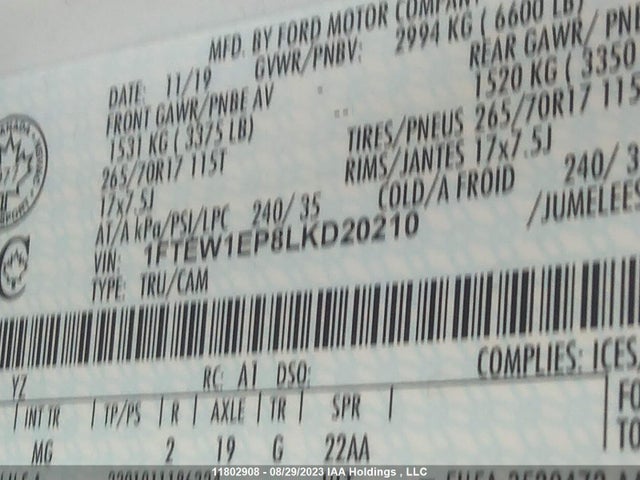 MFD. BY FORD MOTOR COMPANY
DATE: 11/19
GVWR/PNBV: 2994 KG ( 6600 LB)
FRONT GAWR/PNBE AV
REAR GAWR/ PNB
1531 KG ( 3375 LB)
1520 KG ( 3350
265/70R17 115T
TIRES/PNEUS 265/70R17 115
17x7.5J
RIMS/JANTES 17x7.5J
AT/A kPa/PSI/LPC 240/ 35
COLD/A FROID 240/ 3
VIN: 1FTEW1EP8LKD20210
/JUMELEES
TYPE: TRU/CAM
COMPLIES: ICES,
YZ RC: A1 DSO:
INT TR | TP/PS | R | AXLE | TR | SPR
FO
MG 2 19 G 22AA
TO
11802908 - 08/29/2023 IAA Holdings , LLC